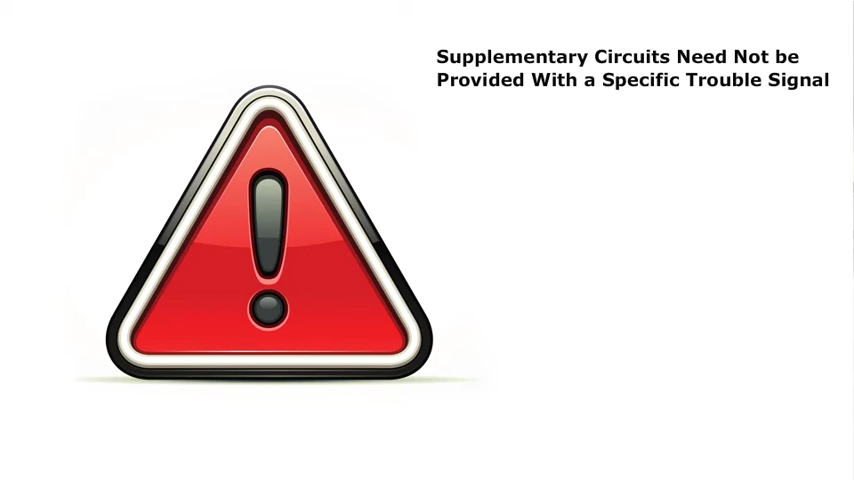 Supplementary Circuits Need Not be
Provided With a Specific Trouble Signal